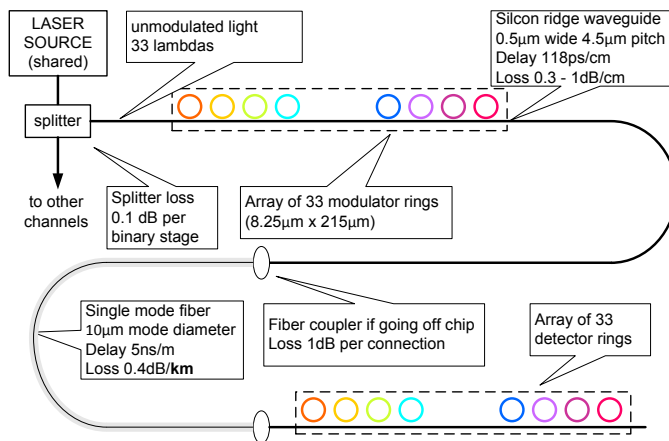 LASER
SOURCE
(shared)
unmodulated light
33 lambdas
Silcon ridge waveguide
0.5μm wide 4.5μm pitch
Delay 118ps/cm
Loss 0.3 - 1dB/cm
splitter
to other
channels
Splitter loss
0.1 dB per
binary stage
Array of 33 modulator rings
(8.25μm x 215μm)
Single mode fiber
10μm mode diameter
Delay 5ns/m
Loss 0.4dB/km
Fiber coupler if going off chip
Loss 1dB per connection
Array of 33
detector rings